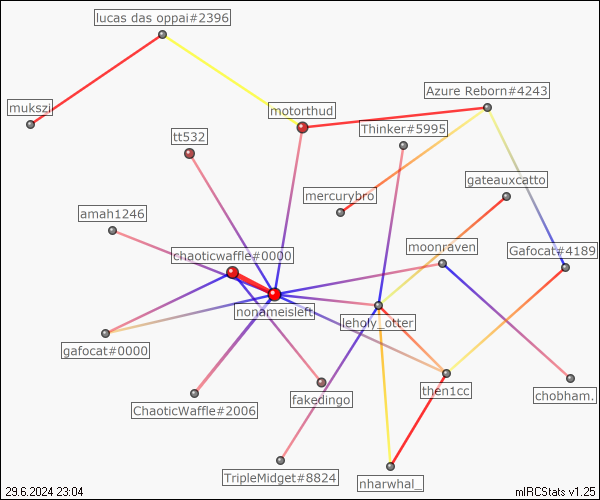 lucas das oppai#2396
Azure Reborn#4243
mukszi
motorthud
Thinker#5995
tt532
gateauxcatto
mercurybro
amah1246
moonraven
Gafocat#4189
chaoticwaffle#0000
nonameisleft
leholy_otter
gafocat#0000
then1cc
chobham.
fakedingo
ChaoticWaffle#2006
TripleMidget#8824
nharwhal_
29.6.2024 23:04
mIRCStats v1.25